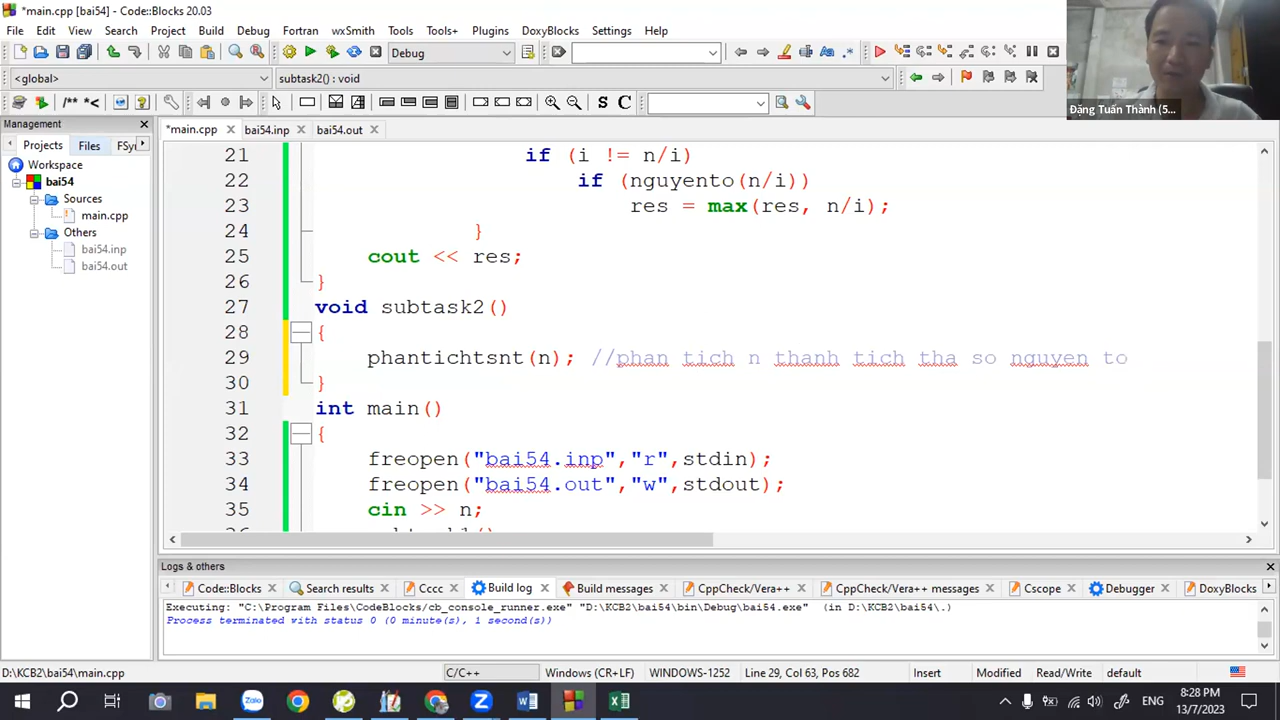 *main.cpp [bai54] - Code::Blocks 20.03
File Edit View Search Project Build Debug Fortran wxSmith Tools Tools+ Plugins DoxyBlocks Settings Help
Debug
<global> subtask2() : void
/** *< S C
Đặng Tuấn Thành (5...
Management
Projects Files FSy
*main.cpp bai54.inp bai54.out
Workspace
bai54
Sources
main.cpp
Others
bai54.inp
bai54.out
21 if (i != n/i)
22 if (nguyento(n/i))
23 res = max(res, n/i);
24 }
25 cout << res;
26 }
27 void subtask2()
28 {
29 phantichtsnt(n); //phan tich n thanh tich tha so nguyen to
30 }
31 int main()
32 {
33 freopen("bai54.inp","r",stdin);
34 freopen("bai54.out","w",stdout);
35 cin >> n;
Logs & others
Code::Blocks Search results Cccc Build log Build messages CppCheck/Vera++ CppCheck/Vera++ messages Cscope Debugger DoxyBlocks
Executing: "C:\Program Files\CodeBlocks/cb_console_runner.exe" "D:\KCB2\bai54\bin\Debug\bai54.exe" (in D:\KCB2\bai54\.)
Process terminated with status 0 (0 minute(s), 1 second(s))
D:\KCB2\bai54\main.cpp C/C++ Windows (CR+LF) WINDOWS-1252 Line 29, Col 63, Pos 682 Insert Modified Read/Write default
Zalo ENG 8:28 PM
13/7/2023